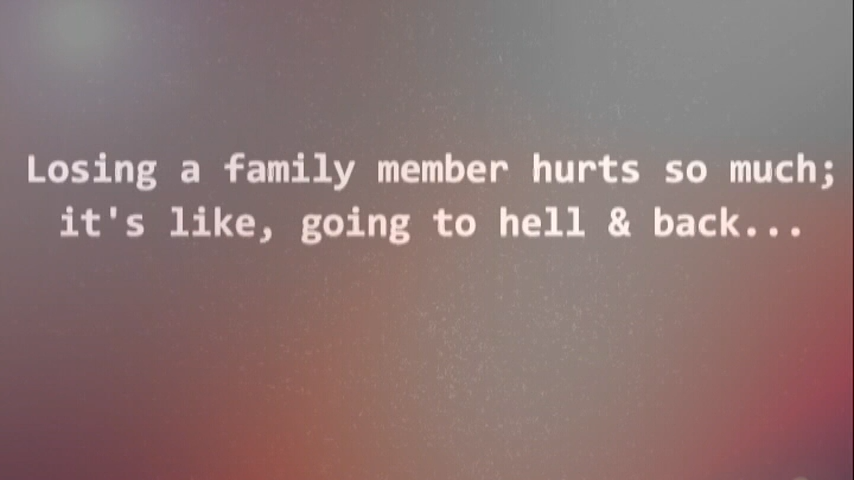 Losing a family member hurts so much;
it's like, going to hell & back...